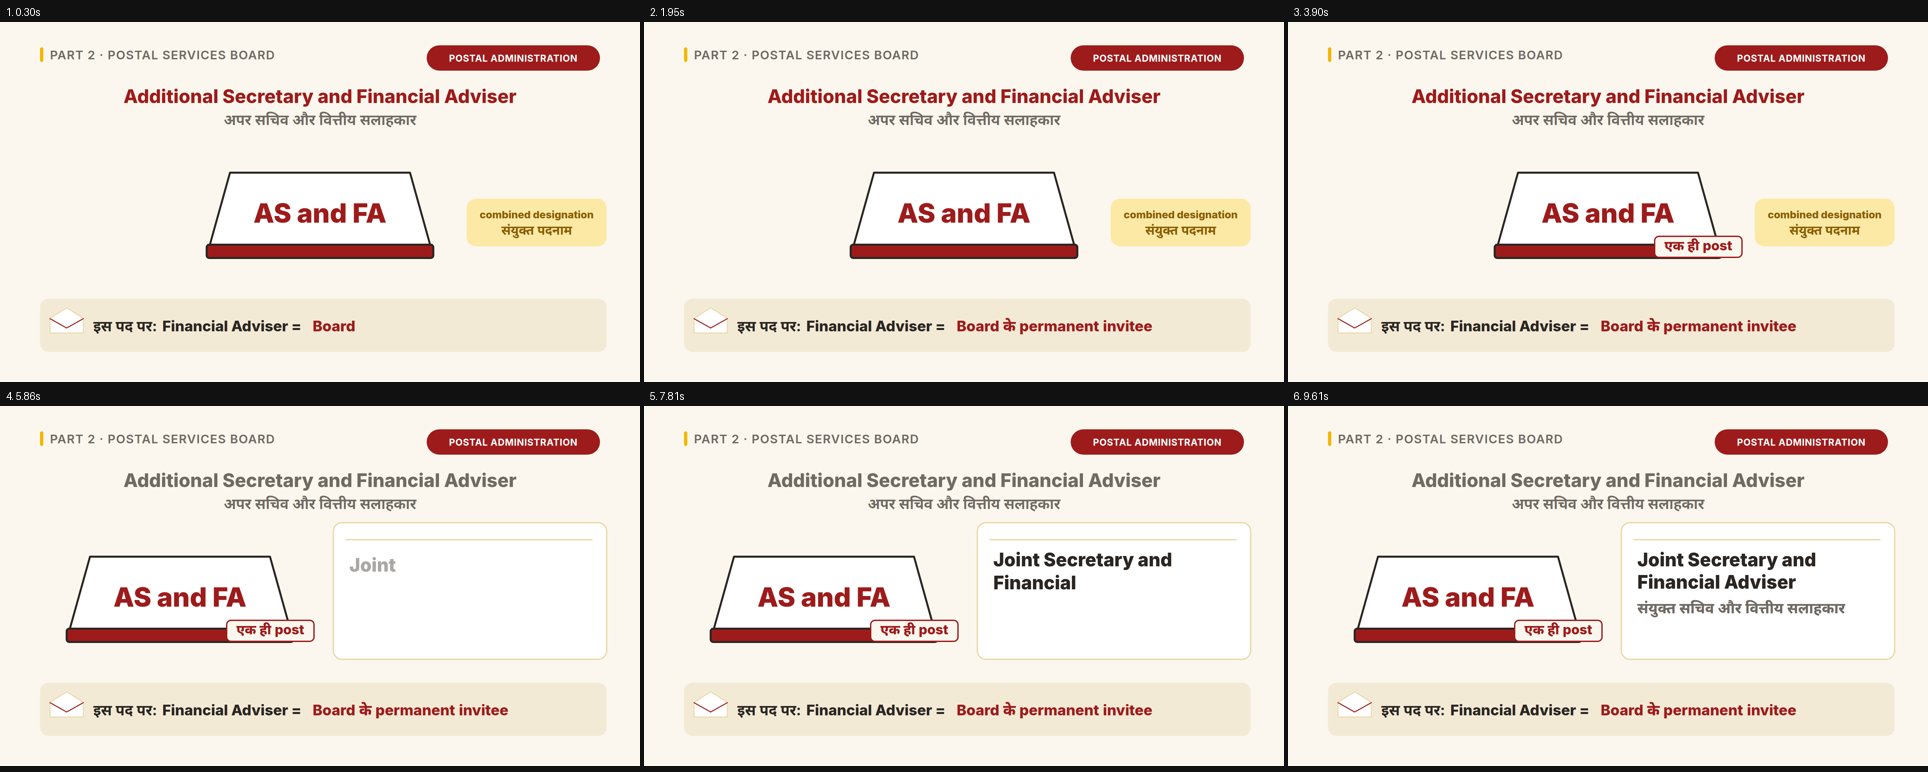 1. 0.30s
PART 2 · POSTAL SERVICES BOARD
POSTAL ADMINISTRATION
Additional Secretary and Financial Adviser
अपर सचिव और वित्तीय सलाहकार
AS and FA
combined designation
संयुक्त पदनाम
इस पद पर: Financial Adviser = Board
2. 1.95s
PART 2 · POSTAL SERVICES BOARD
POSTAL ADMINISTRATION
Additional Secretary and Financial Adviser
अपर सचिव और वित्तीय सलाहकार
AS and FA
combined designation
संयुक्त पदनाम
इस पद पर: Financial Adviser = Board के permanent invitee
3. 3.90s
PART 2 · POSTAL SERVICES BOARD
POSTAL ADMINISTRATION
Additional Secretary and Financial Adviser
अपर सचिव और वित्तीय सलाहकार
AS and FA
combined designation
संयुक्त पदनाम
एक ही post
इस पद पर: Financial Adviser = Board के permanent invitee
4. 5.86s
PART 2 · POSTAL SERVICES BOARD
POSTAL ADMINISTRATION
Additional Secretary and Financial Adviser
अपर सचिव और वित्तीय सलाहकार
Joint
AS and FA
एक ही post
इस पद पर: Financial Adviser = Board के permanent invitee
5. 7.81s
PART 2 · POSTAL SERVICES BOARD
POSTAL ADMINISTRATION
Additional Secretary and Financial Adviser
अपर सचिव और वित्तीय सलाहकार
Joint Secretary and
Financial
AS and FA
एक ही post
इस पद पर: Financial Adviser = Board के permanent invitee
6. 9.61s
PART 2 · POSTAL SERVICES BOARD
POSTAL ADMINISTRATION
Additional Secretary and Financial Adviser
अपर सचिव और वित्तीय सलाहकार
Joint Secretary and
Financial Adviser
संयुक्त सचिव और वित्तीय सलाहकार
AS and FA
एक ही post
इस पद पर: Financial Adviser = Board के permanent invitee